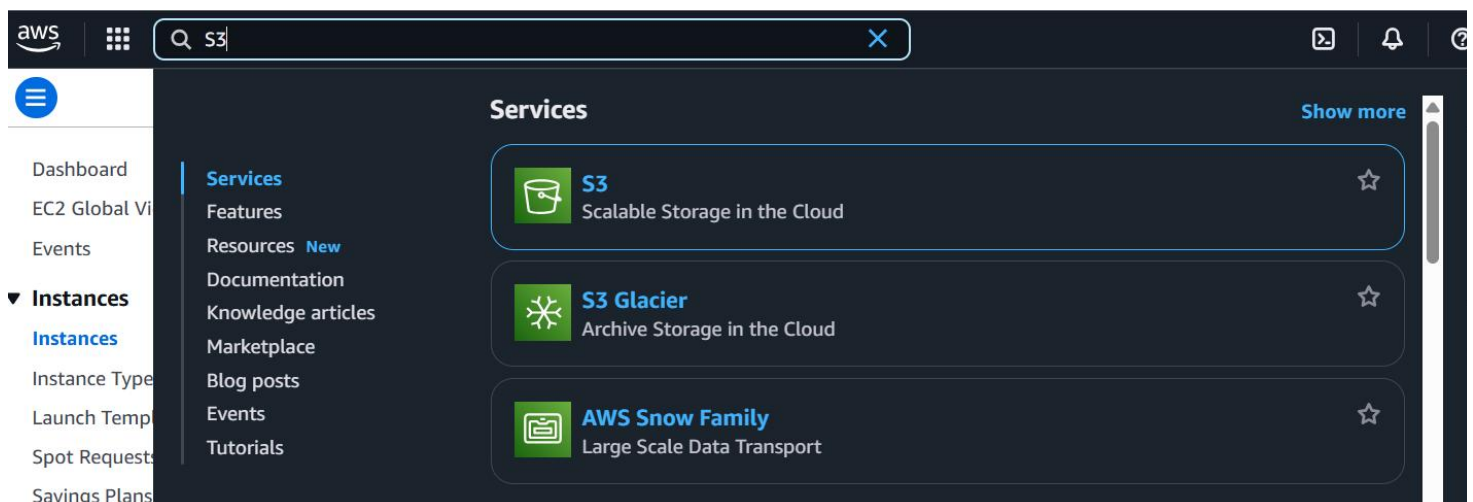 aws
S3
Services
Show more
Dashboard
EC2 Global Vi
Events
Instances
Instances
Instance Type
Launch Templ
Spot Requests
Savings Plans
Services
Features
Resources New
Documentation
Knowledge articles
Marketplace
Blog posts
Events
Tutorials
S3
Scalable Storage in the Cloud
S3 Glacier
Archive Storage in the Cloud
AWS Snow Family
Large Scale Data Transport